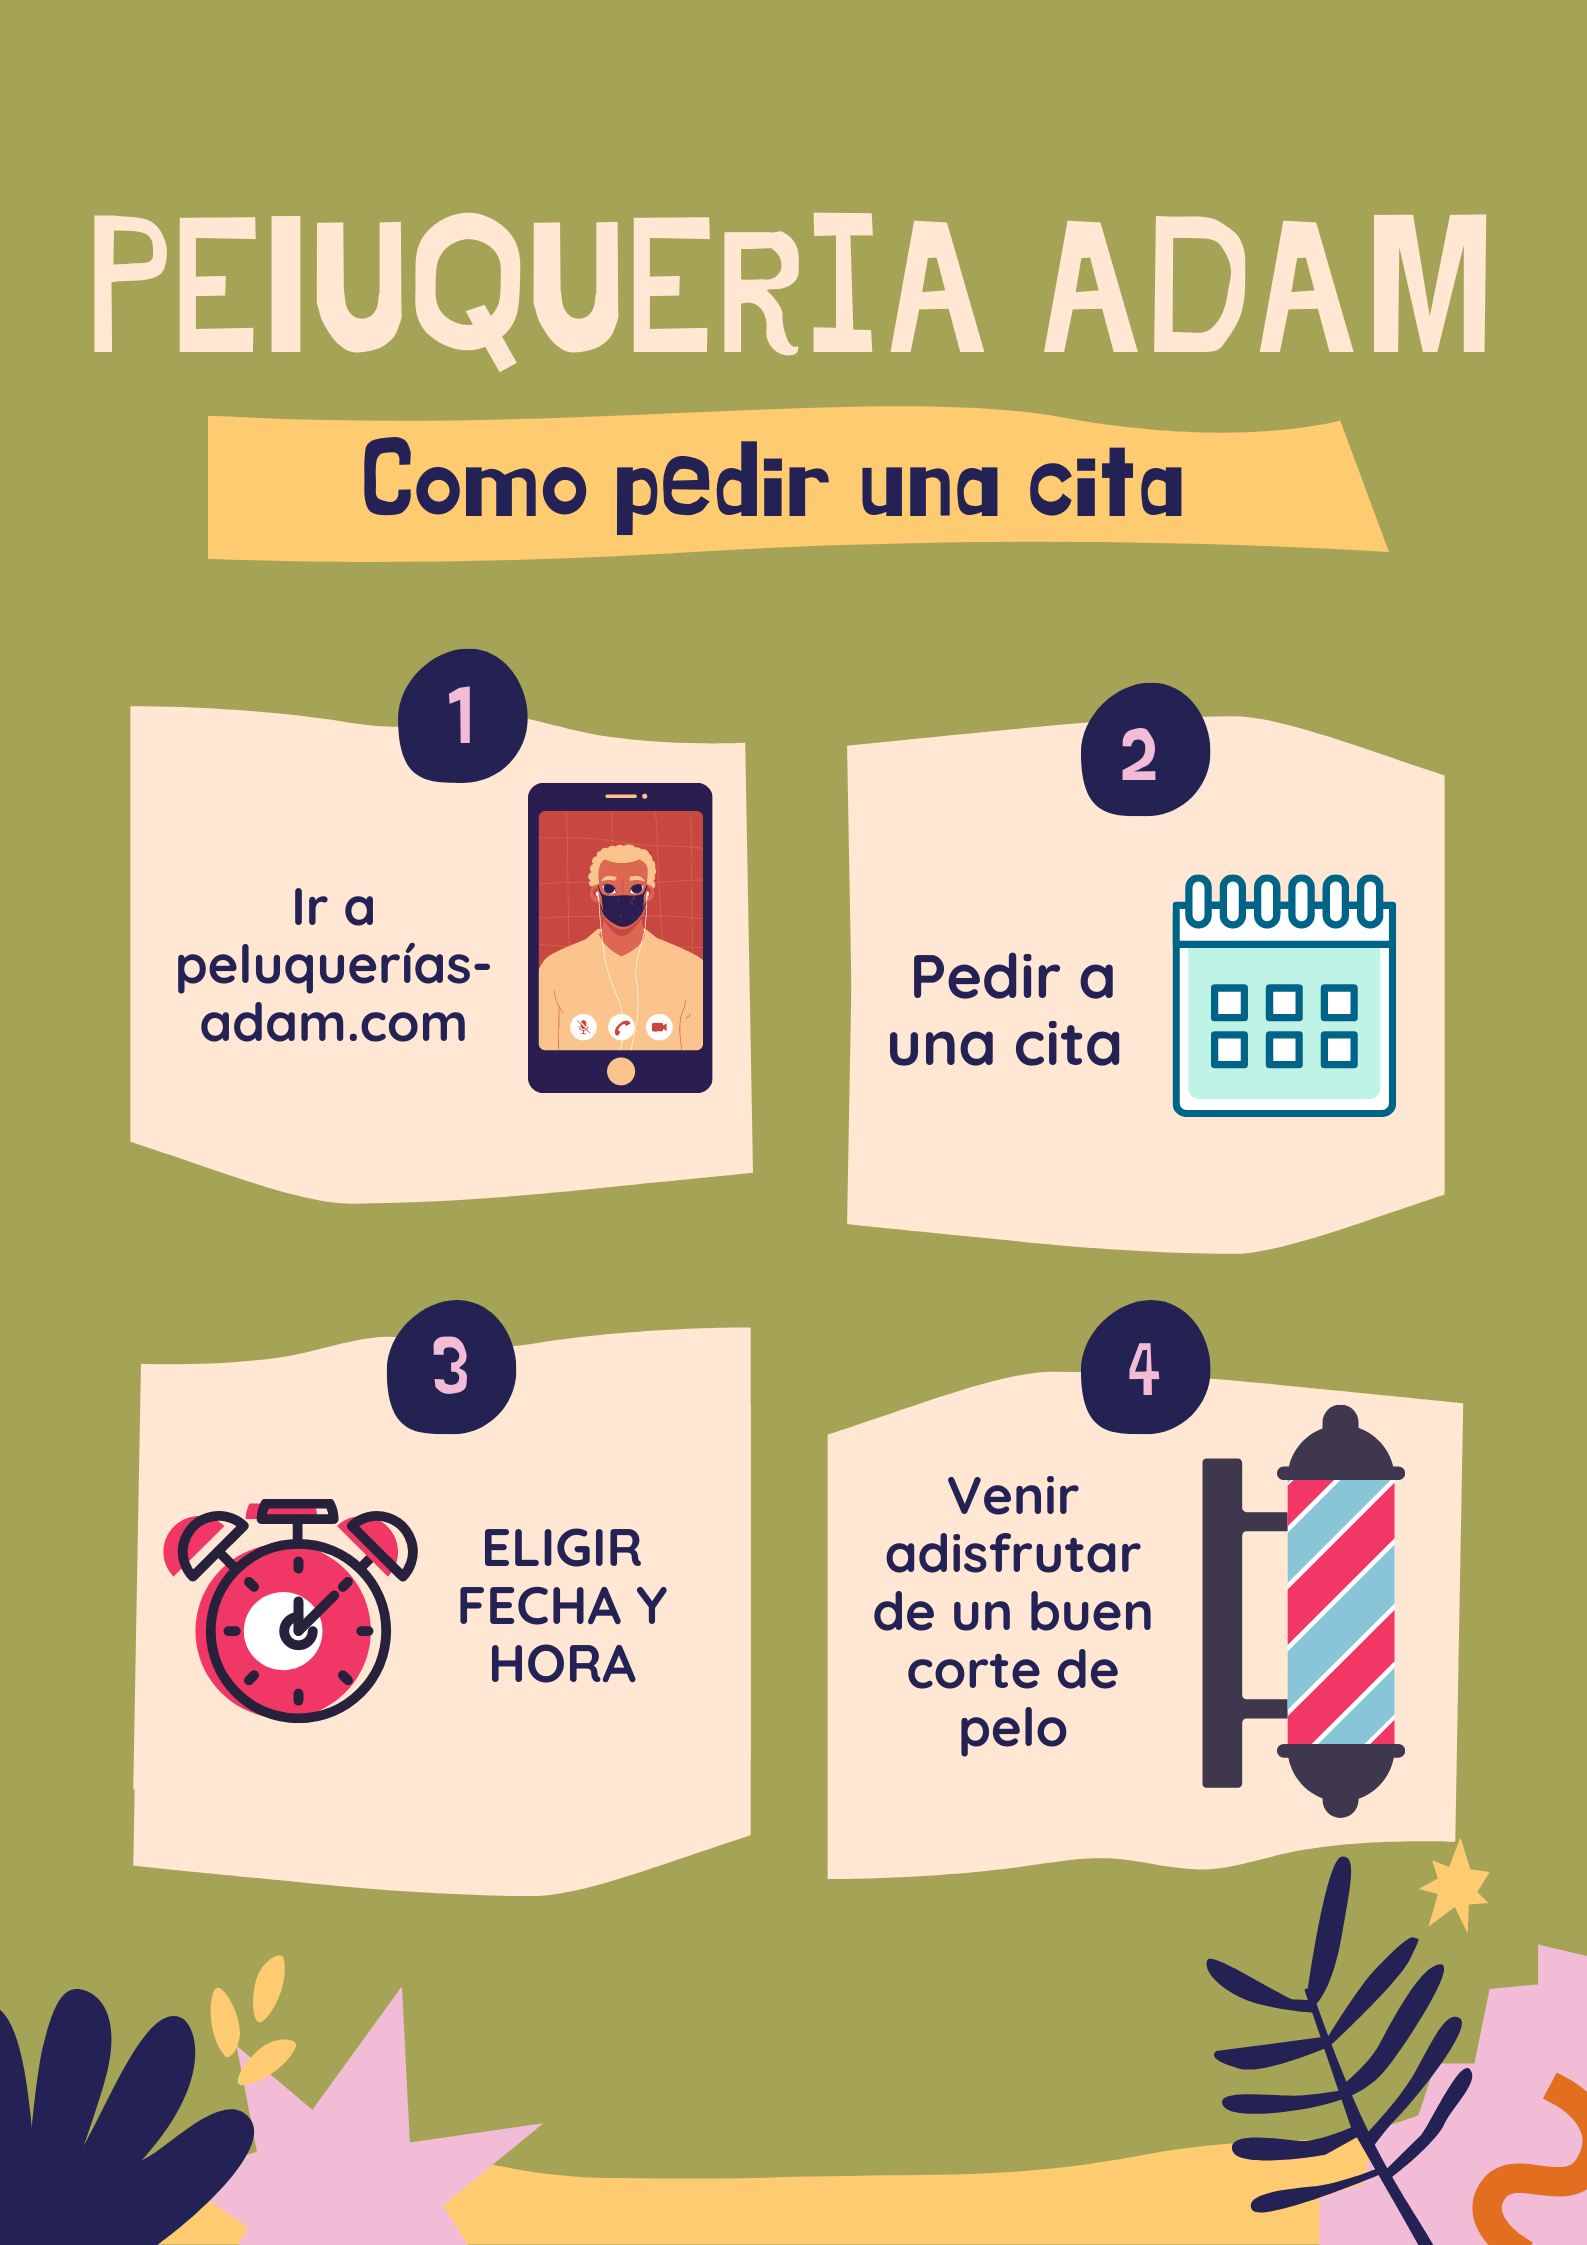 PElUQUERIA ADAM
Como pedir una cita
1
Ir a
peluquerías-
adam.com
2
Pedir a
una cita
3
ELIGIR
FECHA Y
HORA
4
Venir
adisfrutar
de un buen
corte de
pelo